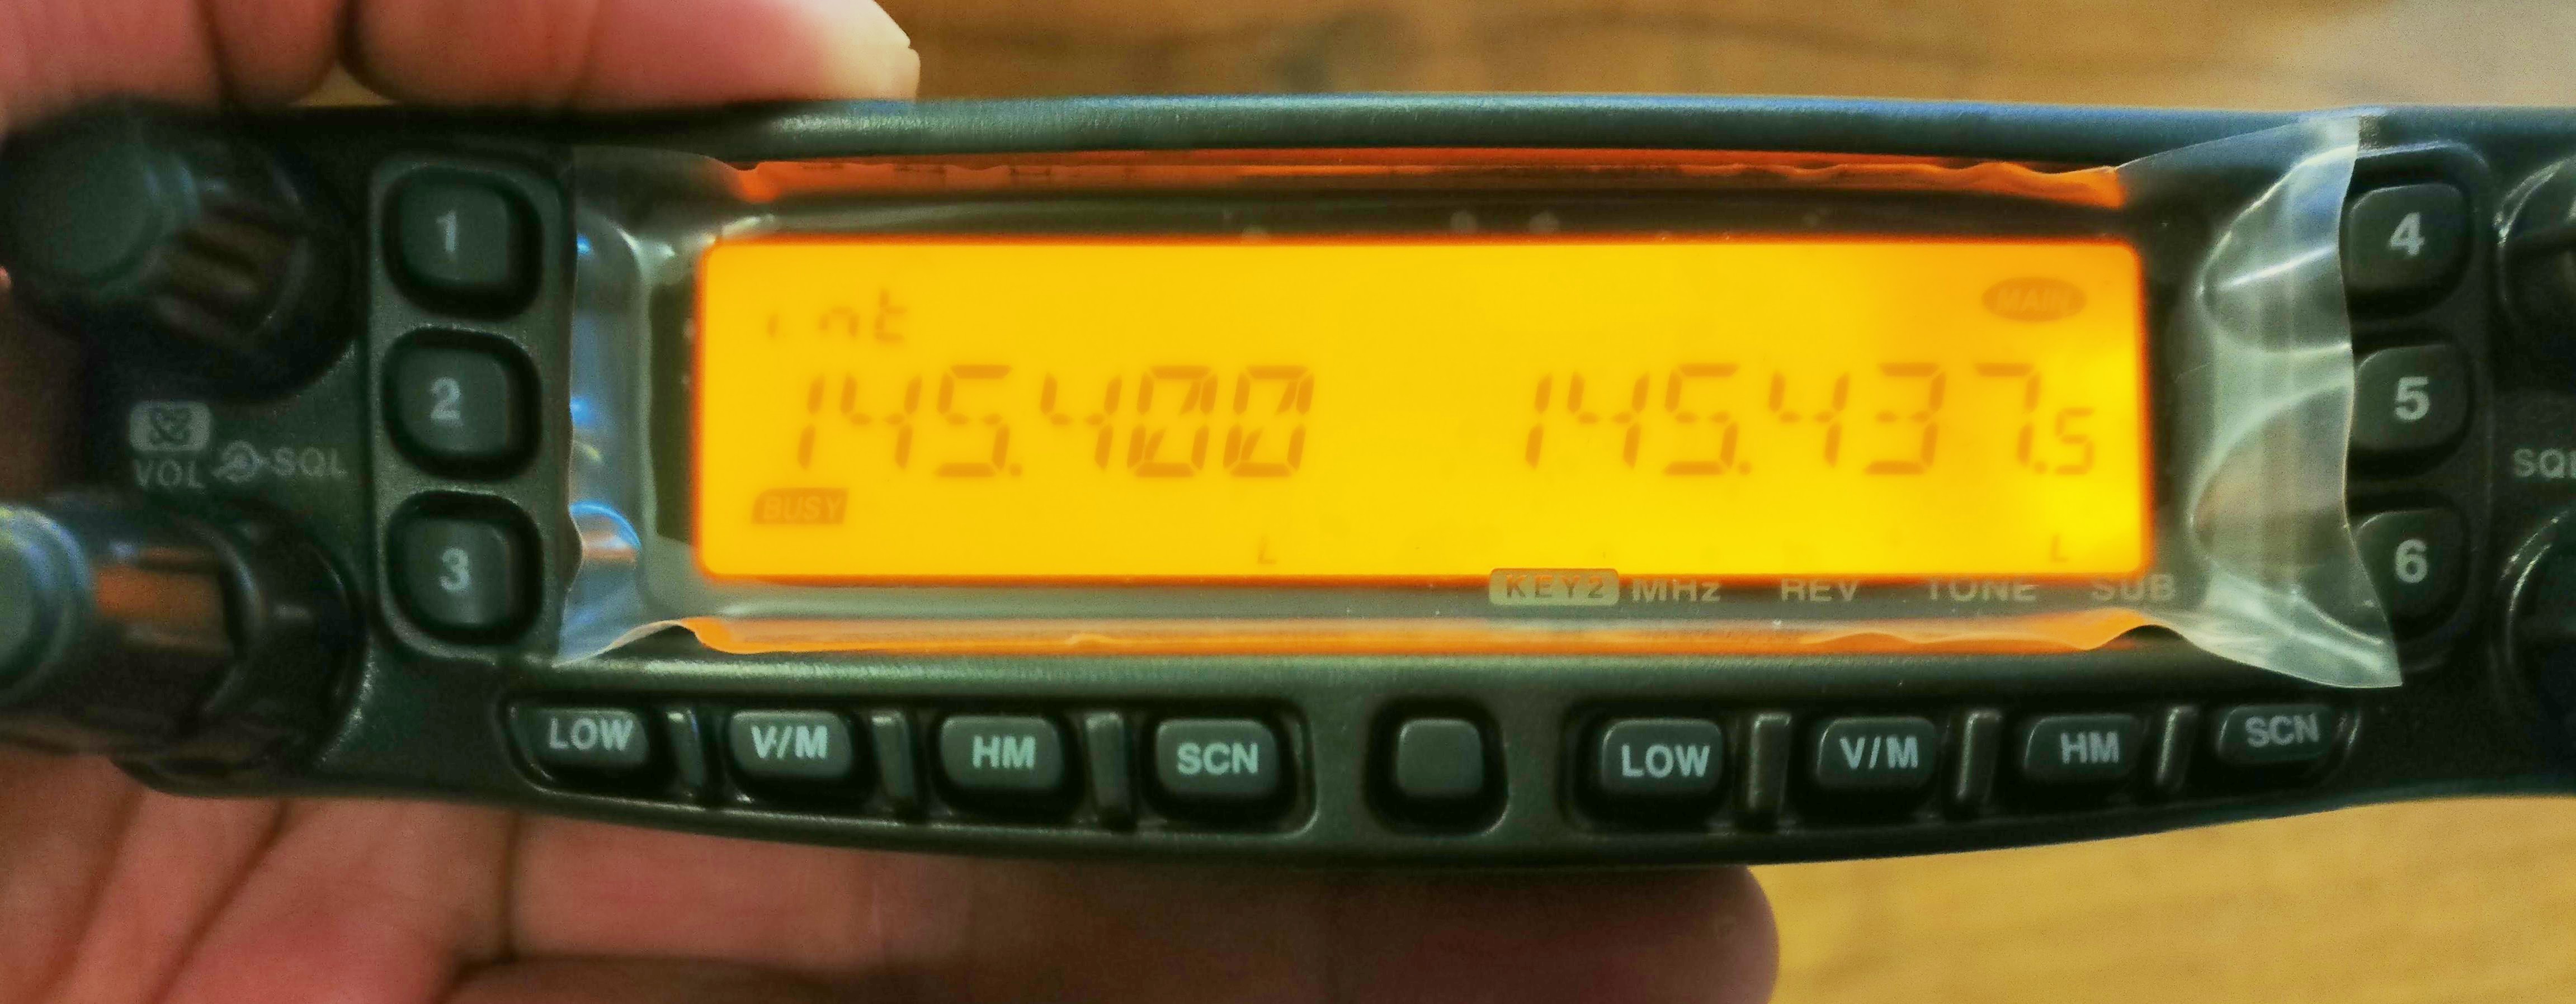 int MAIN
145.400 145.437.5
BUSY
L L
KEY2 MHz REV TONE SUB
1
2
3
VOL SQL
4
5
6
SQL
LOW V/M HM SCN LOW V/M HM SCN